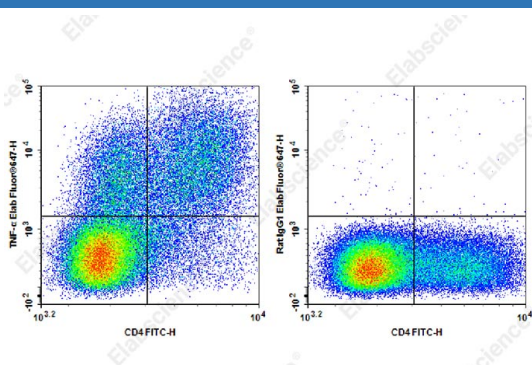 Elabscience®
10^5
10^4
10^3
-10^2
TNF-α Elab Fluor®647-H
10^3.2
10^4
CD4 FITC-H
10^5
10^4
10^3
-10^2
Rat IgG1 Elab Fluor®647-H
10^3.2
10^4
CD4 FITC-H